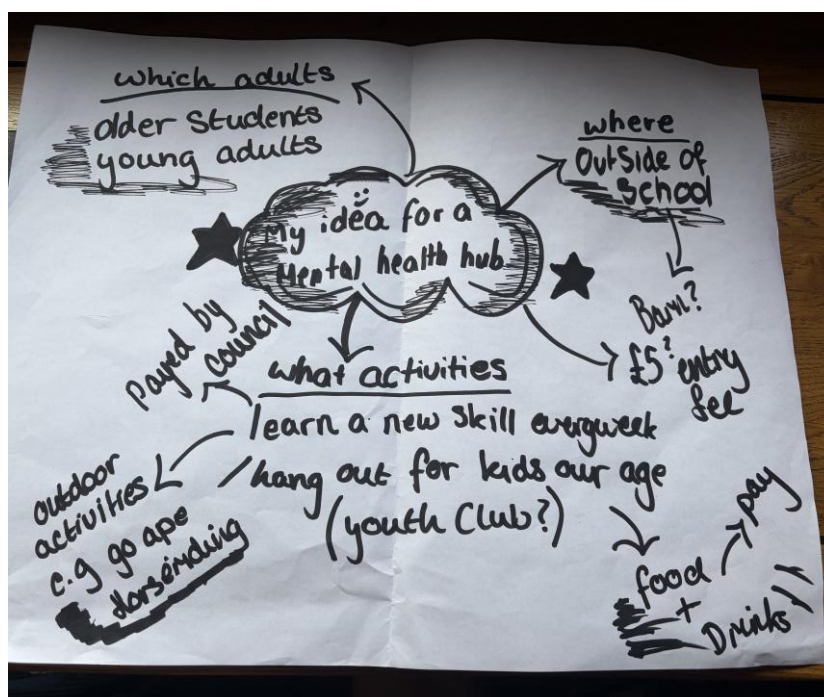 My idea for a
Mental health hub
which adults
older Students
young adults
where
OutSide of
School
Barn?
£5? entry
fee
what activities
learn a new skill everyweek
/hang out for kids our age
(youth Club?)
Payed by
council
outdoor
activities
e.g go ape
Horseriding
food
+
Drinks
pay